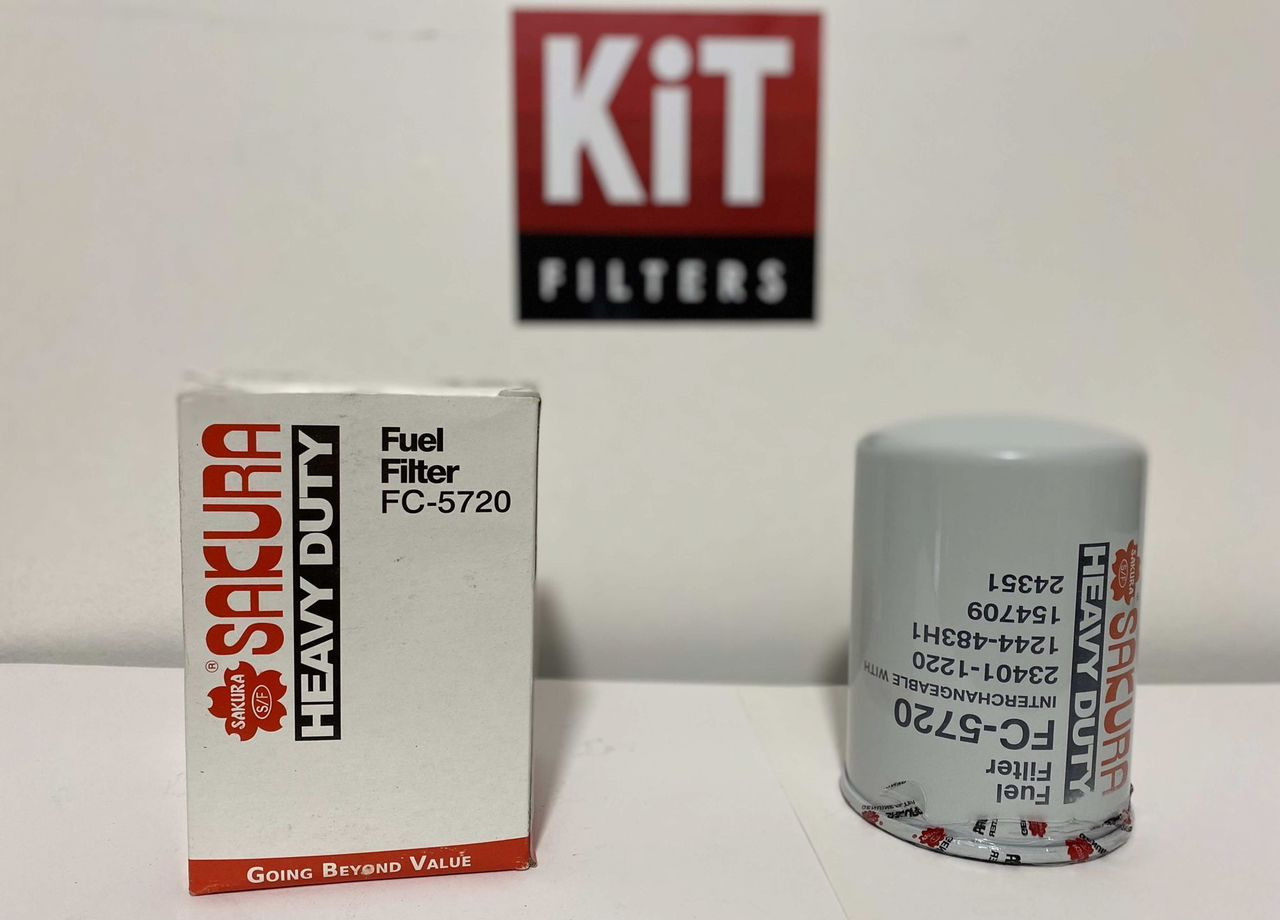 KiT
FILTERS
SAKURA
HEAVY DUTY
®
SAKURA
S/F
Fuel
Filter
FC-5720
GOING BEYOND VALUE
Fuel
Filter
FC-5720
INTERCHANGEABLE WITH
23401-1220
1244-483H1
154709
24351
SAKURA
S/F
SAKURA
HEAVY DUTY